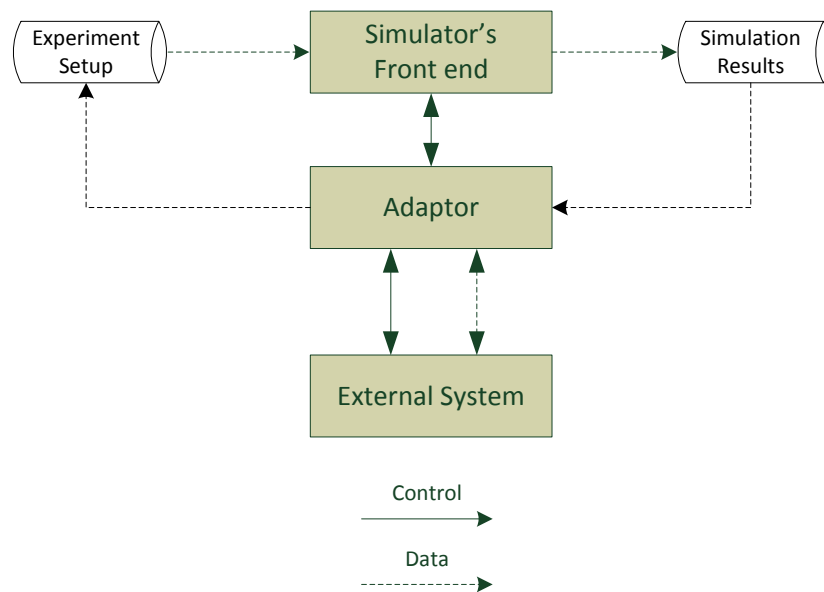 Experiment
Setup
Simulator's
Front end
Simulation
Results
Adaptor
External System
Control
Data